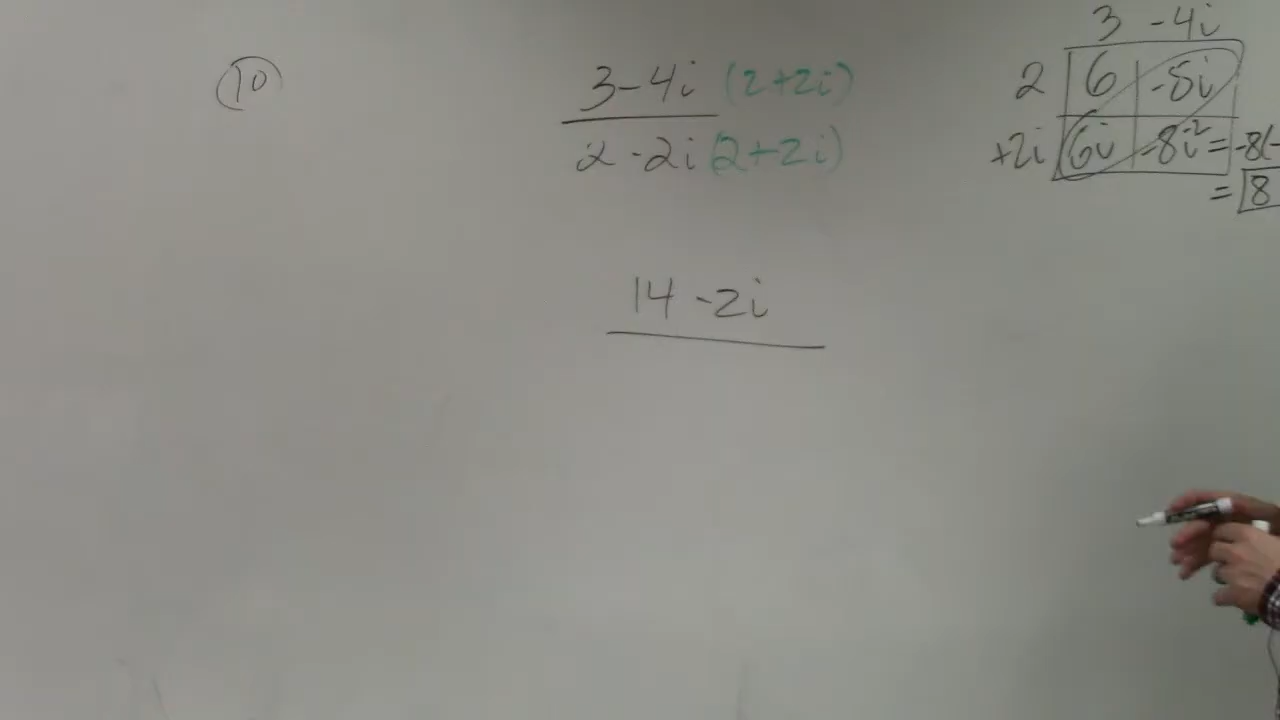 10
3-4i (2+2i)
2-2i (2+2i)
14-2i
3 -4i
2 6 -8i
+2i 6i -8i² = -8(-
= 8